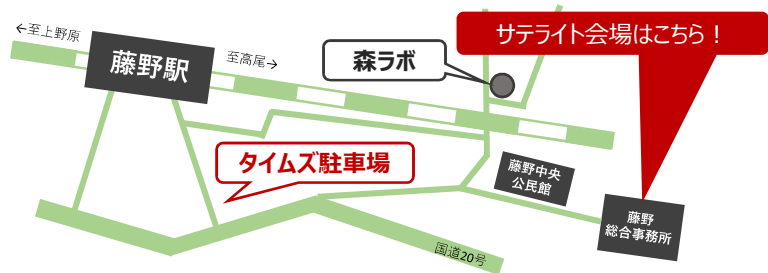 ←至上野原
サテライト会場はこちら！
藤野駅
至高尾→
森ラボ
タイムズ駐車場
藤野中央
公民館
藤野
総合事務所
国道20号